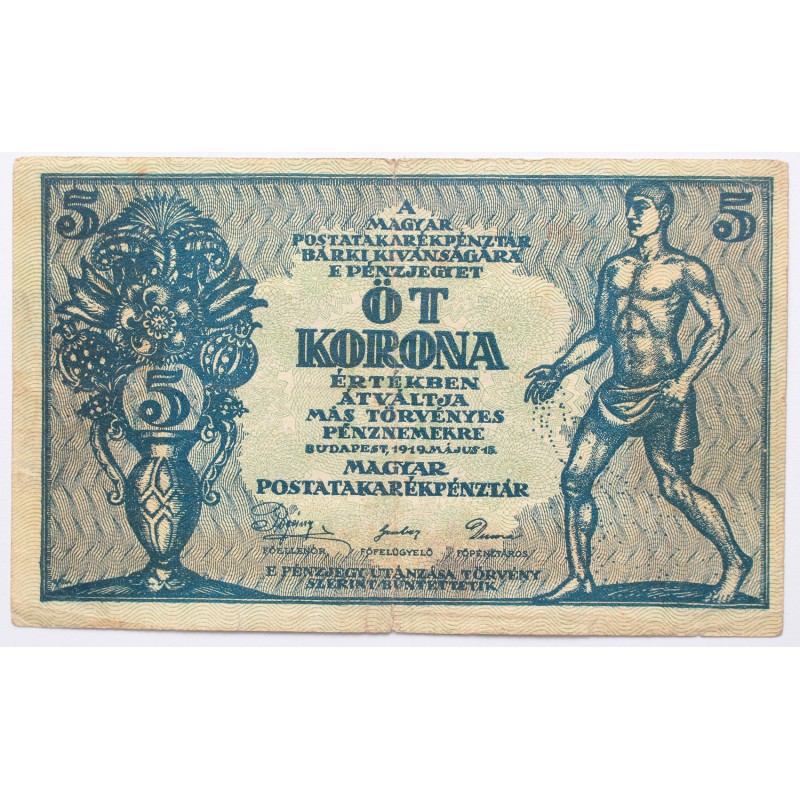 5
5
A
MAGYAR
POSTATAKARÉKPÉNZTÁR
BÁRKI KIVÁNSÁGÁRA
E PÉNZJEGYET
ÖT
KORONA
ÉRTÉKBEN
ÁTVÁLTJA
MÁS TÖRVÉNYES
PÉNZNEMEKRE
BUDAPEST, 1919. MÁJUS 15.
MAGYAR
POSTATAKARÉKPÉNZTÁR
5
FŐELLENŐR FŐFELÜGYELŐ FŐPÉNZTÁROS
E PÉNZJEGY UTÁNZÁSA TÖRVÉNY
SZERINT BÜNTETTETIK